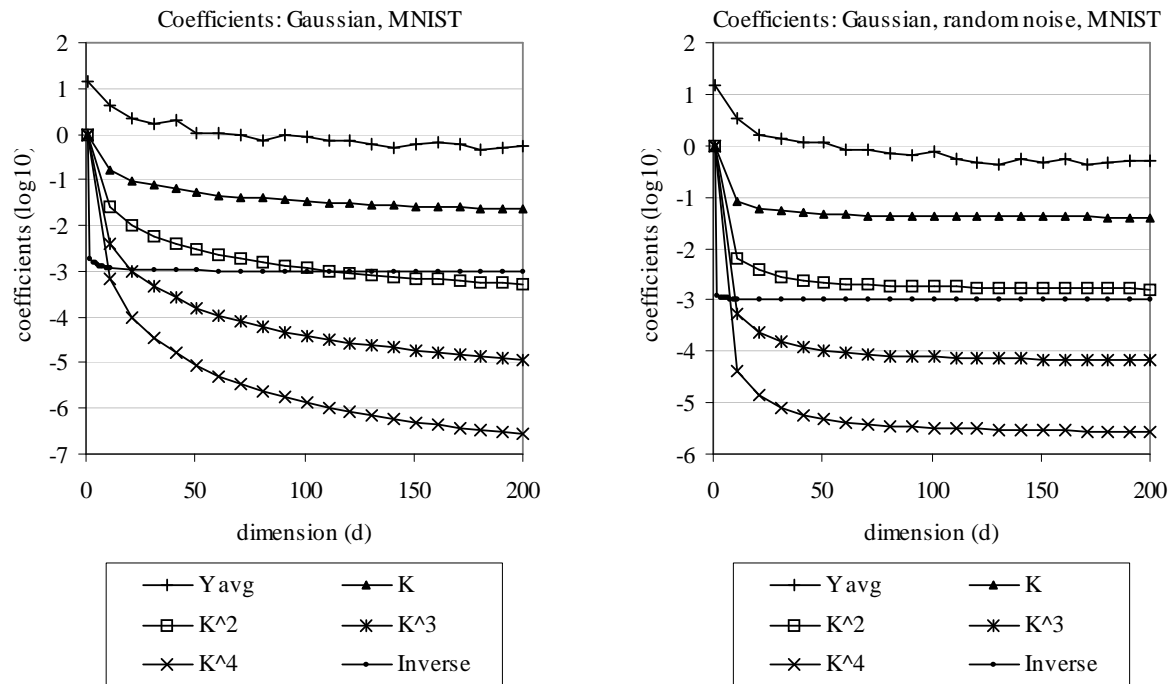 Coefficients: Gaussian, MNIST
2
1
0
-1
-2
-3
-4
-5
-6
-7
coefficients (log10)
0 50 100 150 200
dimension (d)
Yavg K
K^2 K^3
K^4 Inverse
Coefficients: Gaussian, random noise, MNIST
2
1
0
-1
-2
-3
-4
-5
-6
coefficients (log10)
0 50 100 150 200
dimension (d)
Yavg K
K^2 K^3
K^4 Inverse